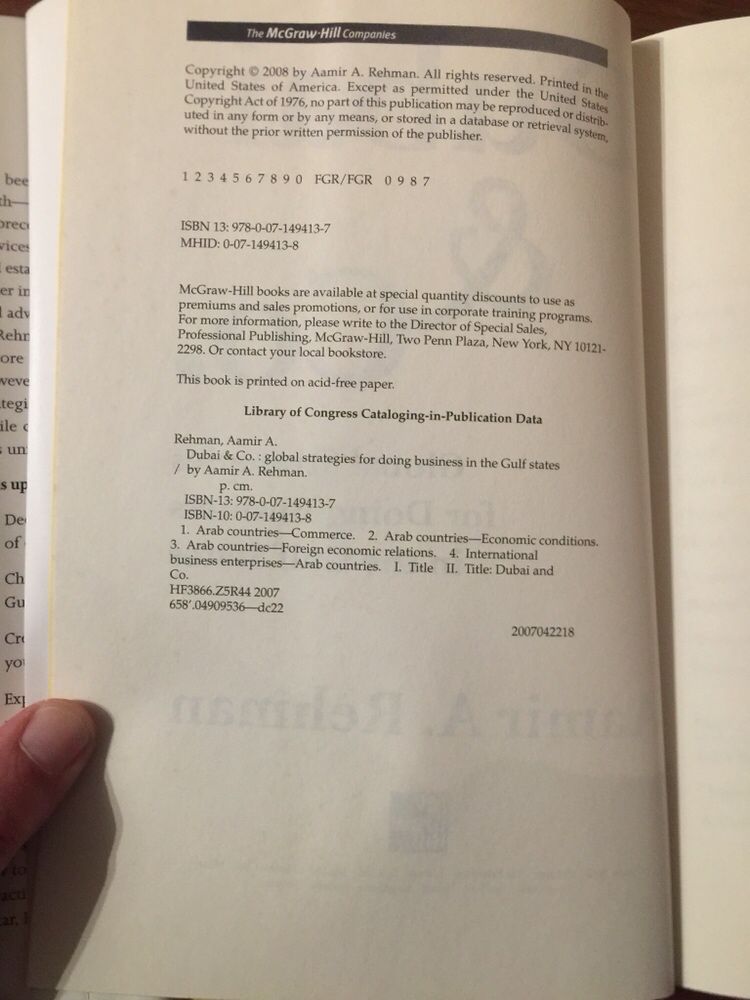 The McGraw·Hill Companies
Copyright © 2008 by Aamir A. Rehman. All rights reserved. Printed in the
United States of America. Except as permitted under the United States
Copyright Act of 1976, no part of this publication may be reproduced or distrib-
uted in any form or by any means, or stored in a database or retrieval system,
without the prior written permission of the publisher.
1 2 3 4 5 6 7 8 9 0 FGR/FGR 0 9 8 7
ISBN 13: 978-0-07-149413-7
MHID: 0-07-149413-8
McGraw-Hill books are available at special quantity discounts to use as
premiums and sales promotions, or for use in corporate training programs.
For more information, please write to the Director of Special Sales,
Professional Publishing, McGraw-Hill, Two Penn Plaza, New York, NY 10121-
2298. Or contact your local bookstore.
This book is printed on acid-free paper.
Library of Congress Cataloging-in-Publication Data
Rehman, Aamir A.
Dubai & Co. : global strategies for doing business in the Gulf states
/ by Aamir A. Rehman.
p. cm.
ISBN-13: 978-0-07-149413-7
ISBN-10: 0-07-149413-8
1. Arab countries—Commerce. 2. Arab countries—Economic conditions.
3. Arab countries—Foreign economic relations. 4. International
business enterprises—Arab countries. I. Title II. Title: Dubai and
Co.
HF3866.Z5R44 2007
658'.04909536—dc22
2007042218